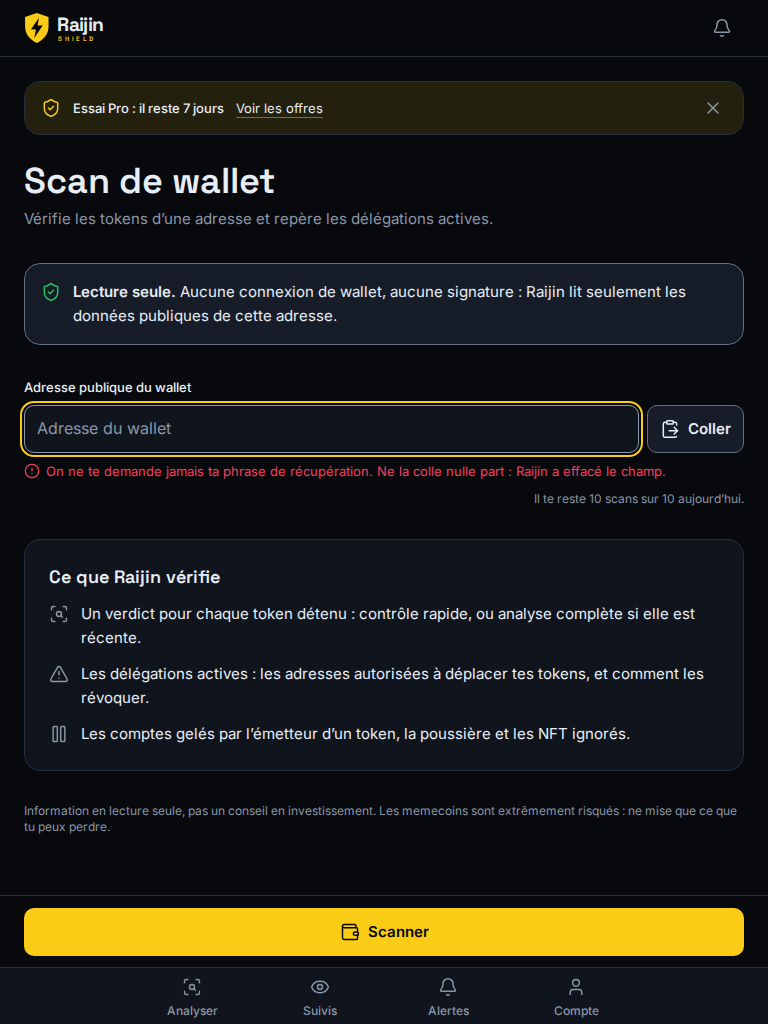 Raijin
SHIELD
Essai Pro : il reste 7 jours Voir les offres
Scan de wallet
Vérifie les tokens d’une adresse et repère les délégations actives.
Lecture seule. Aucune connexion de wallet, aucune signature : Raijin lit seulement les
données publiques de cette adresse.
Adresse publique du wallet
Adresse du wallet
Coller
On ne te demande jamais ta phrase de récupération. Ne la colle nulle part : Raijin a effacé le champ.
Il te reste 10 scans sur 10 aujourd’hui.
Ce que Raijin vérifie
Un verdict pour chaque token détenu : contrôle rapide, ou analyse complète si elle est
récente.
Les délégations actives : les adresses autorisées à déplacer tes tokens, et comment les
révoquer.
Les comptes gelés par l’émetteur d’un token, la poussière et les NFT ignorés.
Information en lecture seule, pas un conseil en investissement. Les memecoins sont extrêmement risqués : ne mise que ce que
tu peux perdre.
Scanner
Analyser Suivis Alertes Compte